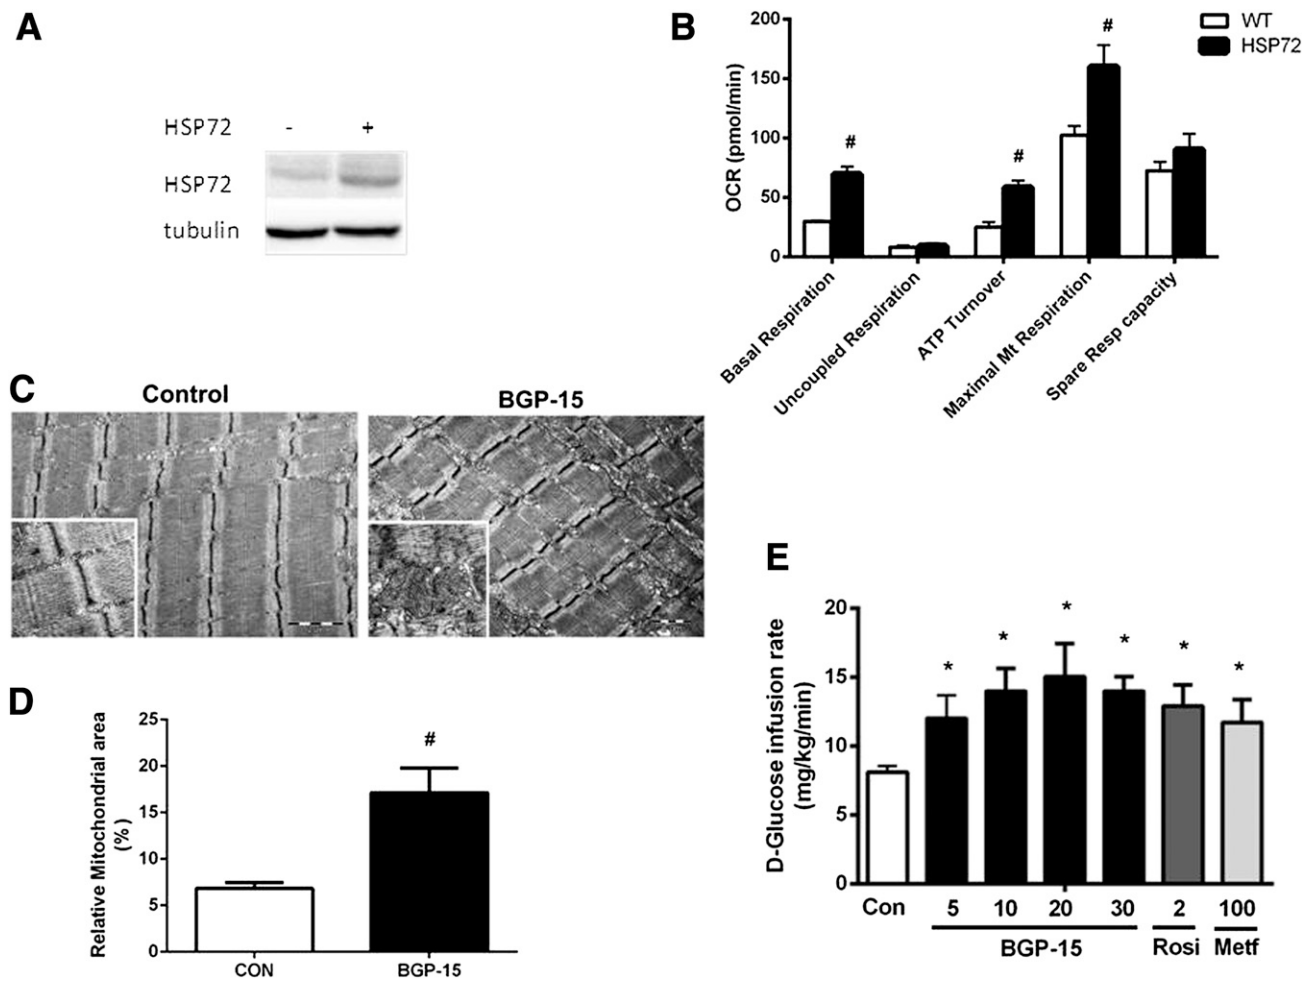 A
HSP72 - +
HSP72
tubulin
B
WT
HSP72
OCR (pmol/min)
200
150
100
50
0
#
#
#
Basal Respiration
Uncoupled Respiration
ATP Turnover
Maximal Mt Respiration
Spare Resp capacity
C
Control
BGP-15
D
Relative Mitochondrial area
(%)
25
20
15
10
5
0
#
CON
BGP-15
E
D-Glucose infusion rate
(mg/kg/min)
20
15
10
5
0
* * * * * *
Con 5 10 20 30 2 100
BGP-15 Rosi Metf